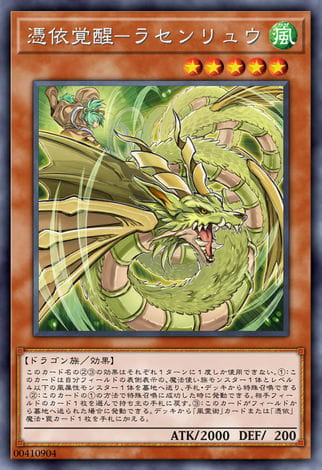 憑依覚醒－ラセンリュウ 風
【ドラゴン族／効果】
このカード名の②③の効果はそれぞれ１ターンに１度しか使用できない。①：こ
のカードは自分フィールドの表側表示の、魔法使い族モンスター１体とレベル
４以下の風属性モンスター１体を墓地へ送り、手札・デッキから特殊召喚できる
。②：このカードの①の方法で特殊召喚に成功した時に発動できる。相手フィー
ルドのカード１枚を選んで持ち主の手札に戻す。③：このカードがフィールドか
ら墓地へ送られた場合に発動できる。デッキから「風霊術」カードまたは「憑依」
魔法・罠カード１枚を手札に加える。
ATK/2000 DEF/ 200
00410904